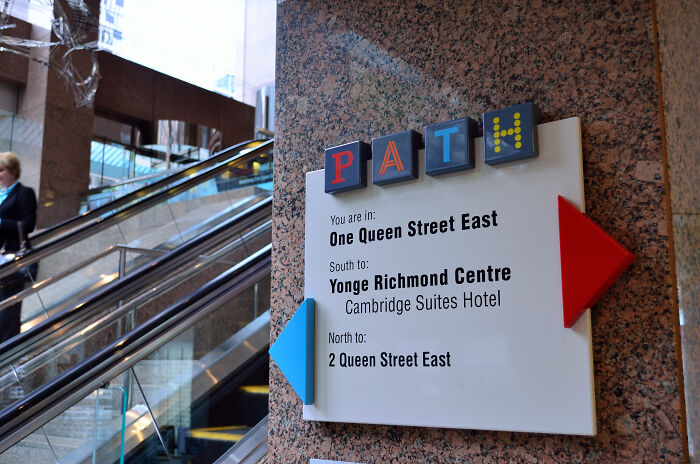 PATH
You are in:
One Queen Street East
South to:
Yonge Richmond Centre
Cambridge Suites Hotel
North to:
2 Queen Street East